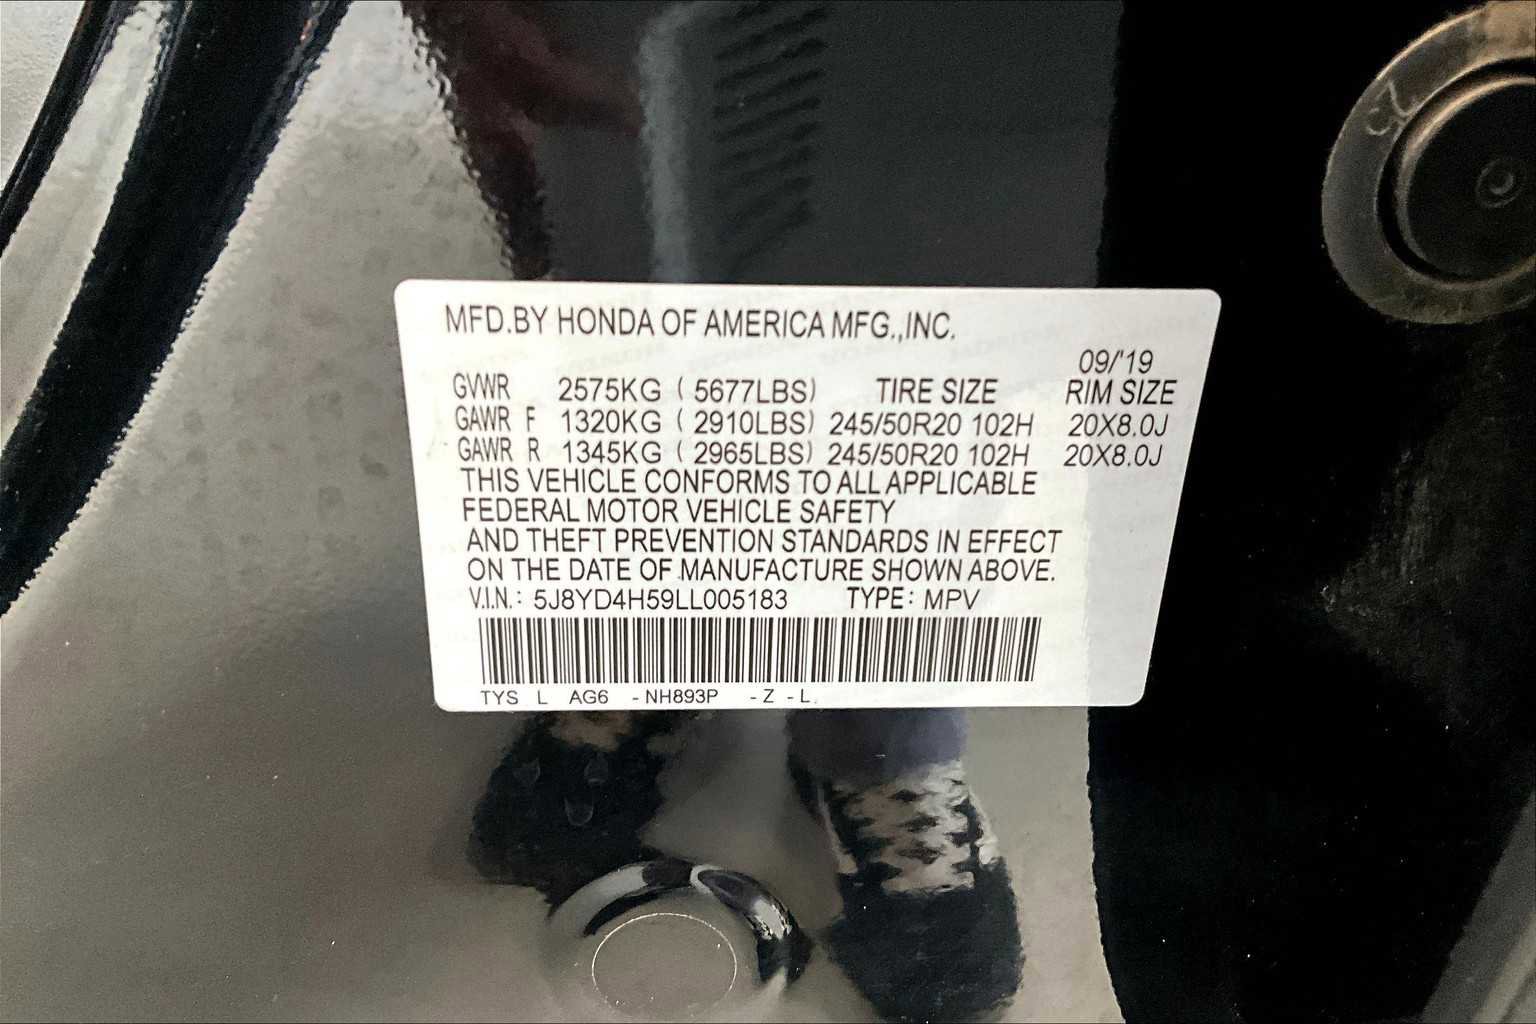 MFD.BY HONDA OF AMERICA MFG.,INC.
09/'19
GVWR 2575KG ( 5677LBS) TIRE SIZE RIM SIZE
GAWR F 1320KG ( 2910LBS) 245/50R20 102H 20X8.0J
GAWR R 1345KG ( 2965LBS) 245/50R20 102H 20X8.0J
THIS VEHICLE CONFORMS TO ALL APPLICABLE
FEDERAL MOTOR VEHICLE SAFETY
AND THEFT PREVENTION STANDARDS IN EFFECT
ON THE DATE OF MANUFACTURE SHOWN ABOVE.
V.I.N.: 5J8YD4H59LL005183 TYPE: MPV
TYS L AG6 -NH893P -Z -L